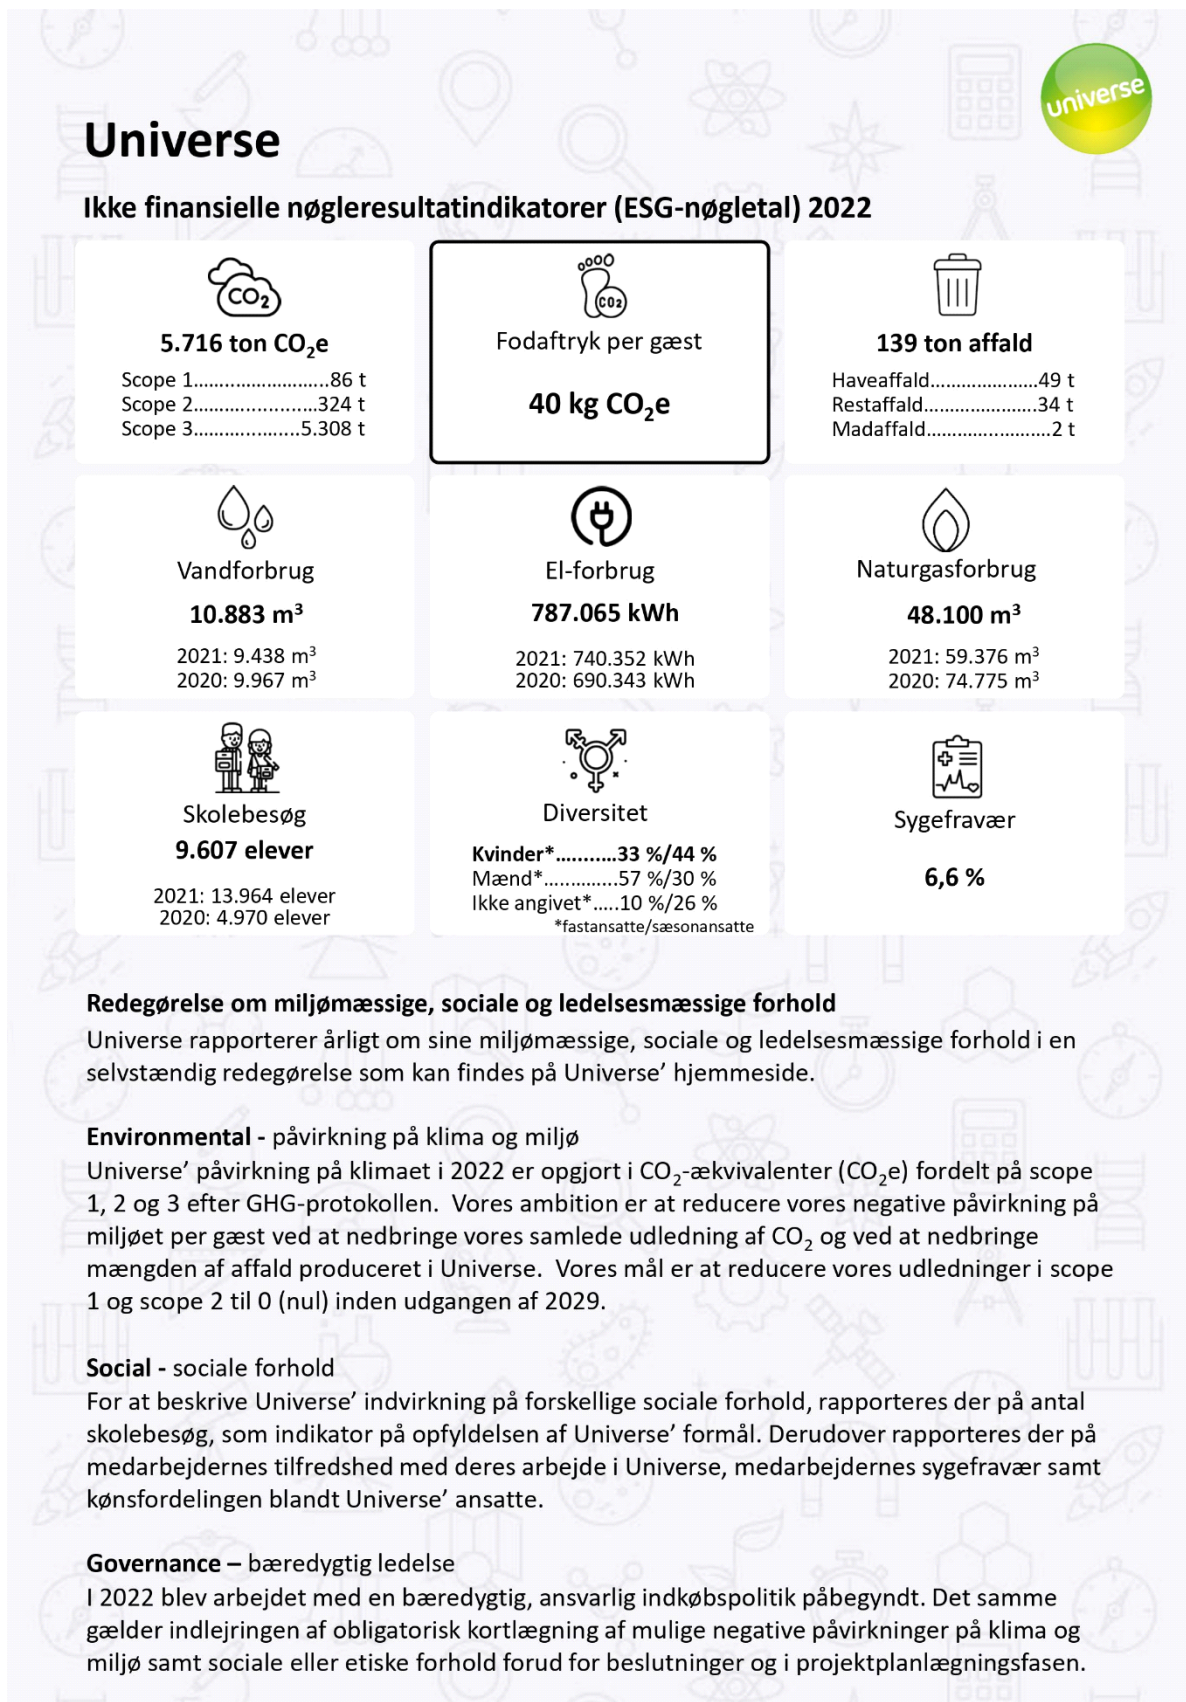 universe
Universe
Ikke finansielle nøgleresultatindikatorer (ESG-nøgletal) 2022
CO2
5.716 ton CO₂e
Scope 1...........................86 t
Scope 2.........................324 t
Scope 3......................5.308 t
CO2
Fodaftryk per gæst
40 kg CO₂e
139 ton affald
Haveaffald......................49 t
Restaffald.......................34 t
Madaffald.........................2 t
Vandforbrug
10.883 m³
2021: 9.438 m³
2020: 9.967 m³
El-forbrug
787.065 kWh
2021: 740.352 kWh
2020: 690.343 kWh
Naturgasforbrug
48.100 m³
2021: 59.376 m³
2020: 74.775 m³
Skolebesøg
9.607 elever
2021: 13.964 elever
2020: 4.970 elever
Diversitet
Kvinder*...........33 %/44 %
Mænd*..............57 %/30 %
Ikke angivet*.....10 %/26 %
*fastansatte/sæsonansatte
Sygefravær
6,6 %
Redegørelse om miljømæssige, sociale og ledelsesmæssige forhold
Universe rapporterer årligt om sine miljømæssige, sociale og ledelsesmæssige forhold i en
selvstændig redegørelse som kan findes på Universe’ hjemmeside.
Environmental - påvirkning på klima og miljø
Universe’ påvirkning på klimaet i 2022 er opgjort i CO₂-ækvivalenter (CO₂e) fordelt på scope
1, 2 og 3 efter GHG-protokollen.  Vores ambition er at reducere vores negative påvirkning på
miljøet per gæst ved at nedbringe vores samlede udledning af CO₂ og ved at nedbringe
mængden af affald produceret i Universe.  Vores mål er at reducere vores udledninger i scope
1 og scope 2 til 0 (nul) inden udgangen af 2029.
Social - sociale forhold
For at beskrive Universe’ indvirkning på forskellige sociale forhold, rapporteres der på antal
skolebesøg, som indikator på opfyldelsen af Universe’ formål. Derudover rapporteres der på
medarbejdernes tilfredshed med deres arbejde i Universe, medarbejdernes sygefravær samt
kønsfordelingen blandt Universe’ ansatte.
Governance – bæredygtig ledelse
I 2022 blev arbejdet med en bæredygtig, ansvarlig indkøbspolitik påbegyndt. Det samme
gælder indlejringen af obligatorisk kortlægning af mulige negative påvirkninger på klima og
miljø samt sociale eller etiske forhold forud for beslutninger og i projektplanlægningsfasen.